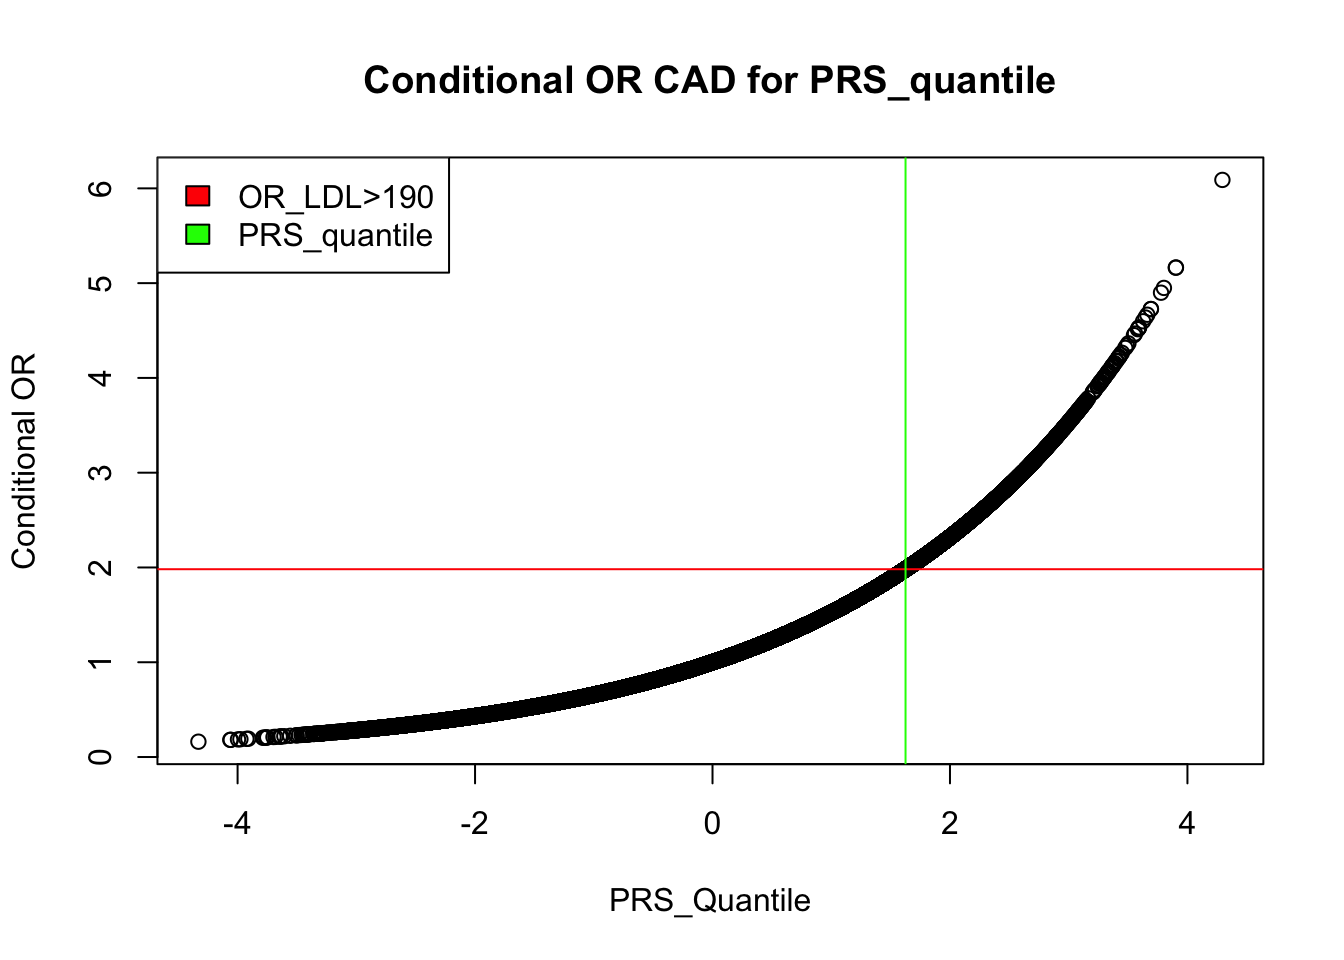 Conditional OR CAD for PRS_quantile
OR_LDL>190
PRS_quantile
Conditional OR
6
5
4
3
2
1
0
-4
-2
0
2
4
PRS_Quantile